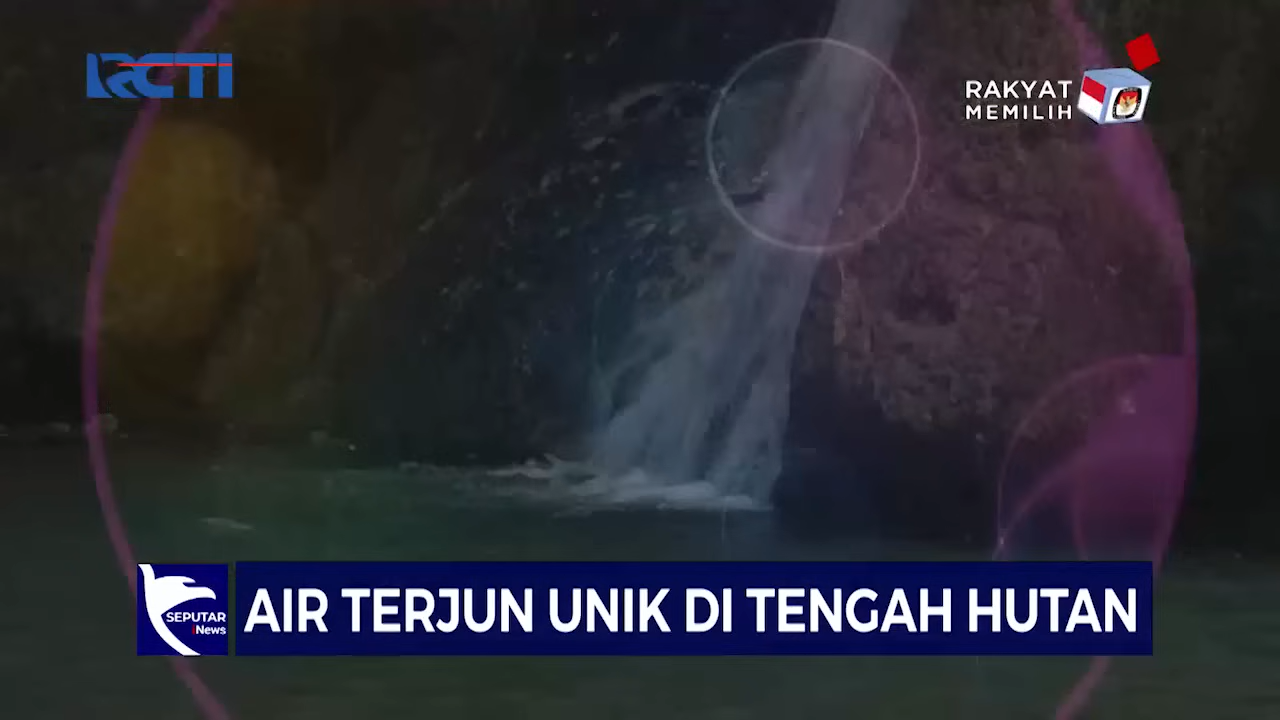 RCTI
RAKYAT
MEMILIH
SEPUTAR
iNews
AIR TERJUN UNIK DI TENGAH HUTAN